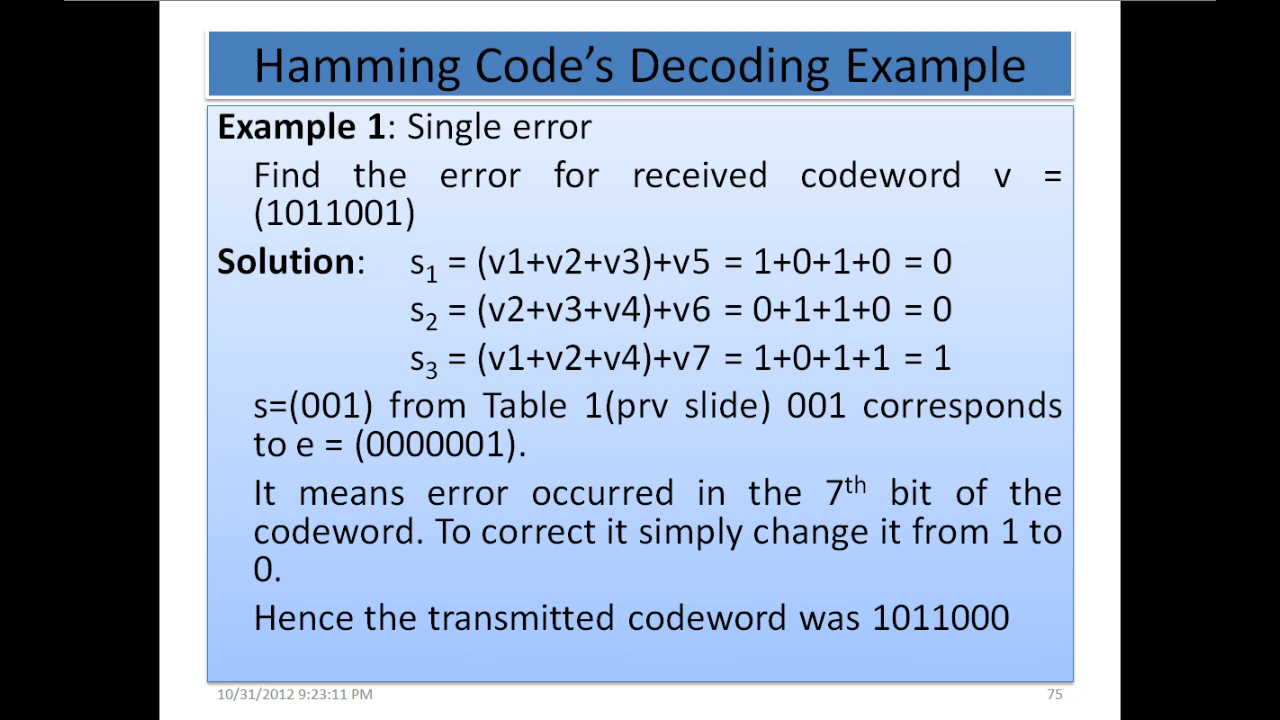 Hamming Code’s Decoding Example
Example 1: Single error
Find the error for received codeword v =
(1011001)
Solution: s₁ = (v1+v2+v3)+v5 = 1+0+1+0 = 0
s₂ = (v2+v3+v4)+v6 = 0+1+1+0 = 0
s₃ = (v1+v2+v4)+v7 = 1+0+1+1 = 1
s=(001) from Table 1(prv slide) 001 corresponds
to e = (0000001).
It means error occurred in the 7ᵗʰ bit of the
codeword. To correct it simply change it from 1 to
0.
Hence the transmitted codeword was 1011000
10/31/2012 9:23:11 PM 75